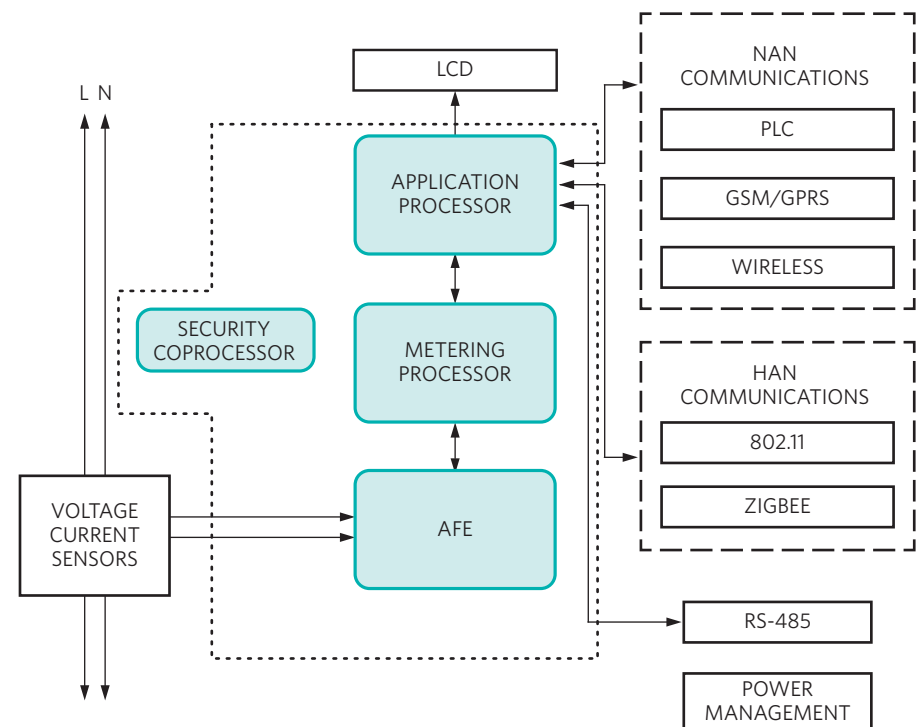 LCD
L N
APPLICATION
PROCESSOR
SECURITY
COPROCESSOR
METERING
PROCESSOR
VOLTAGE
CURRENT
SENSORS
AFE
NAN
COMMUNICATIONS
PLC
GSM/GPRS
WIRELESS
HAN
COMMUNICATIONS
802.11
ZIGBEE
RS-485
POWER
MANAGEMENT